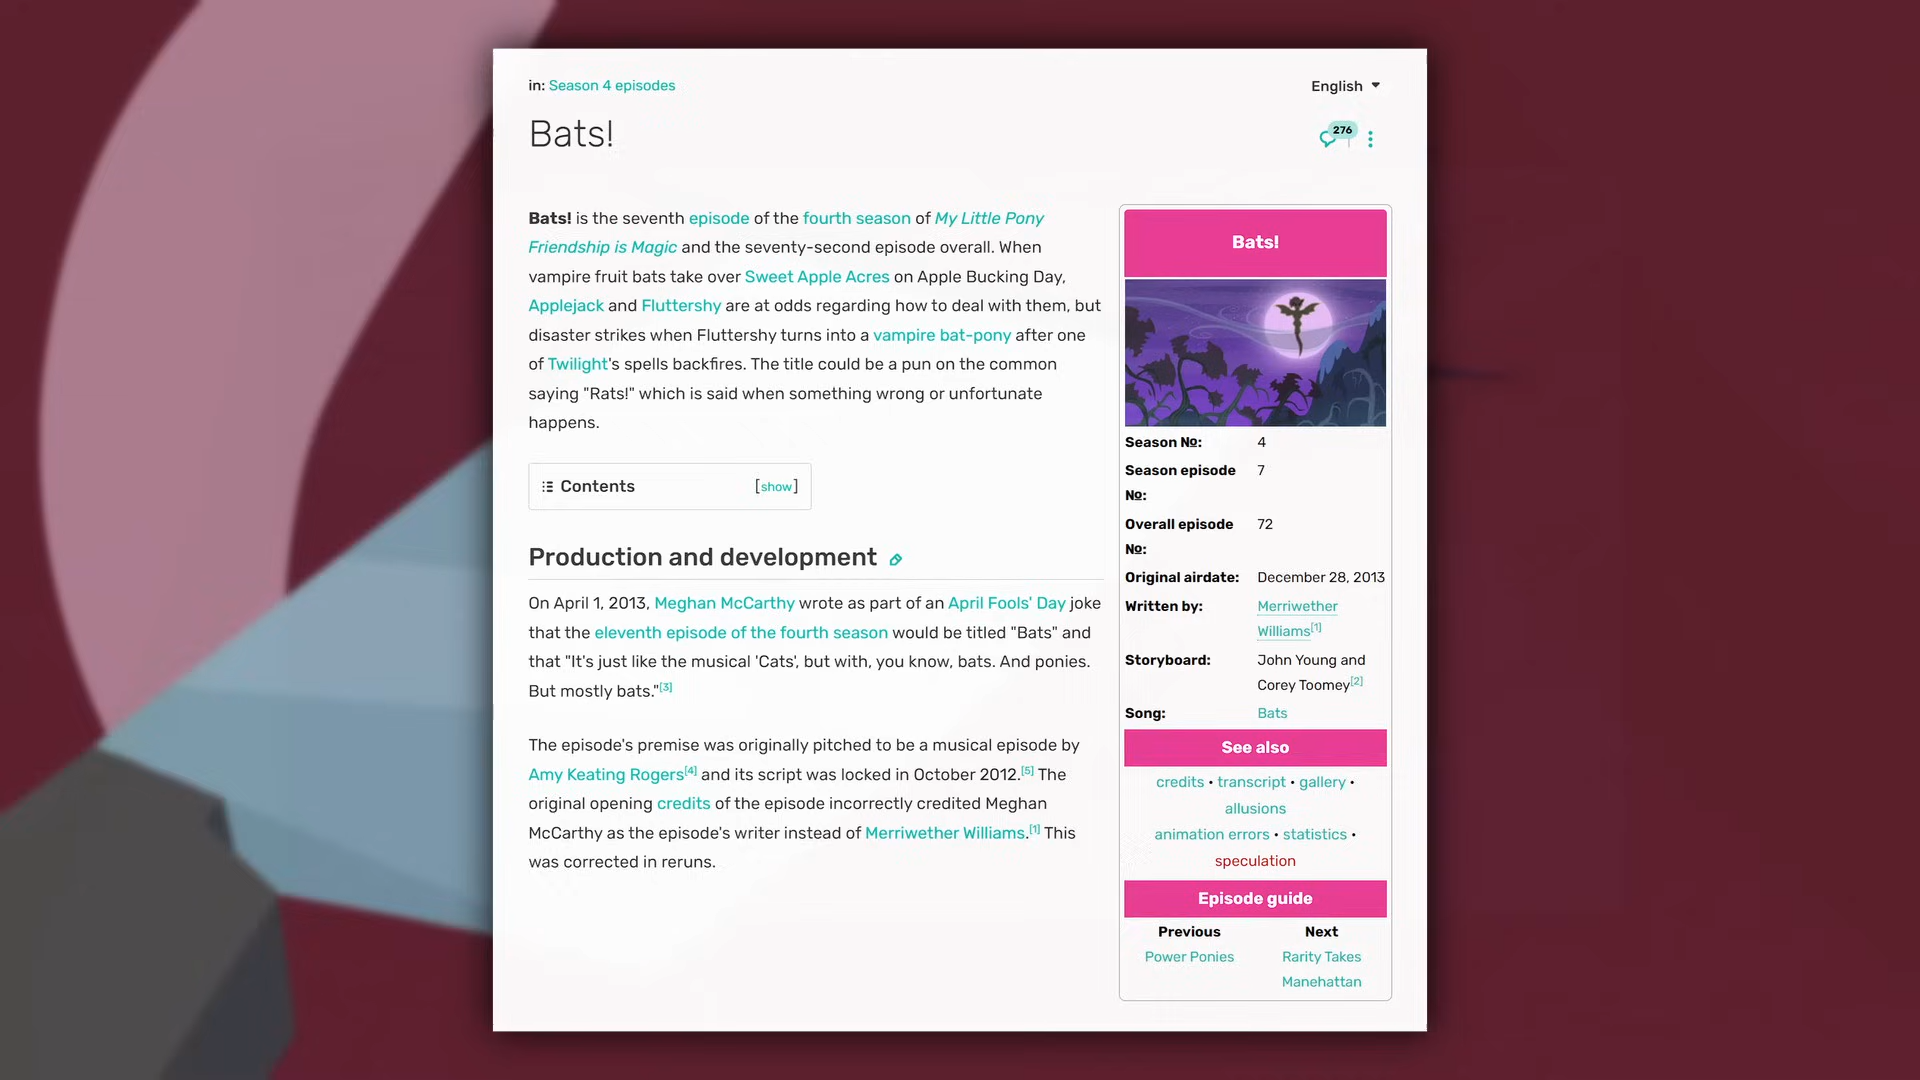 in: Season 4 episodes
English
Bats!
276
Bats! is the seventh episode of the fourth season of My Little Pony
Friendship is Magic and the seventy-second episode overall. When
vampire fruit bats take over Sweet Apple Acres on Apple Bucking Day,
Applejack and Fluttershy are at odds regarding how to deal with them, but
disaster strikes when Fluttershy turns into a vampire bat-pony after one
of Twilight's spells backfires. The title could be a pun on the common
saying "Rats!" which is said when something wrong or unfortunate
happens.
Contents [show]
Production and development
On April 1, 2013, Meghan McCarthy wrote as part of an April Fools' Day joke
that the eleventh episode of the fourth season would be titled "Bats" and
that "It's just like the musical 'Cats', but with, you know, bats. And ponies.
But mostly bats."[3]
The episode's premise was originally pitched to be a musical episode by
Amy Keating Rogers[4] and its script was locked in October 2012.[5] The
original opening credits of the episode incorrectly credited Meghan
McCarthy as the episode's writer instead of Merriwether Williams.[1] This
was corrected in reruns.
Bats!
Season №: 4
Season episode 7
№:
Overall episode 72
№:
Original airdate: December 28, 2013
Written by: Merriwether
Williams[1]
Storyboard: John Young and
Corey Toomey[2]
Song: Bats
See also
credits • transcript • gallery •
allusions
animation errors • statistics •
speculation
Episode guide
Previous Next
Power Ponies Rarity Takes
Manehattan